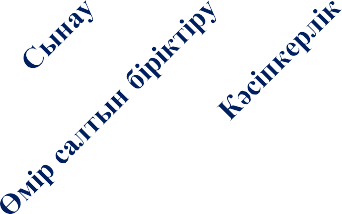 Сынау
Өмір салтын біріктіру
Кәсіпкерлік